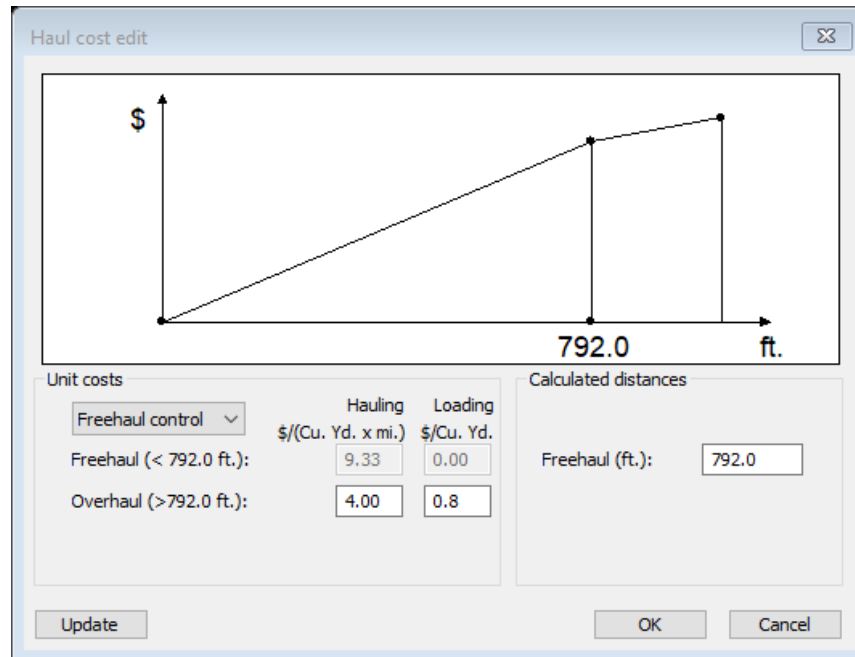 Haul cost edit
$
792.0 ft.
Unit costs
Freehaul control
Hauling Loading
$/(Cu. Yd. x mi.) $/Cu. Yd.
Freehaul (< 792.0 ft.): 9.33 0.00
Overhaul (>792.0 ft.): 4.00 0.8
Calculated distances
Freehaul (ft.): 792.0
Update OK Cancel